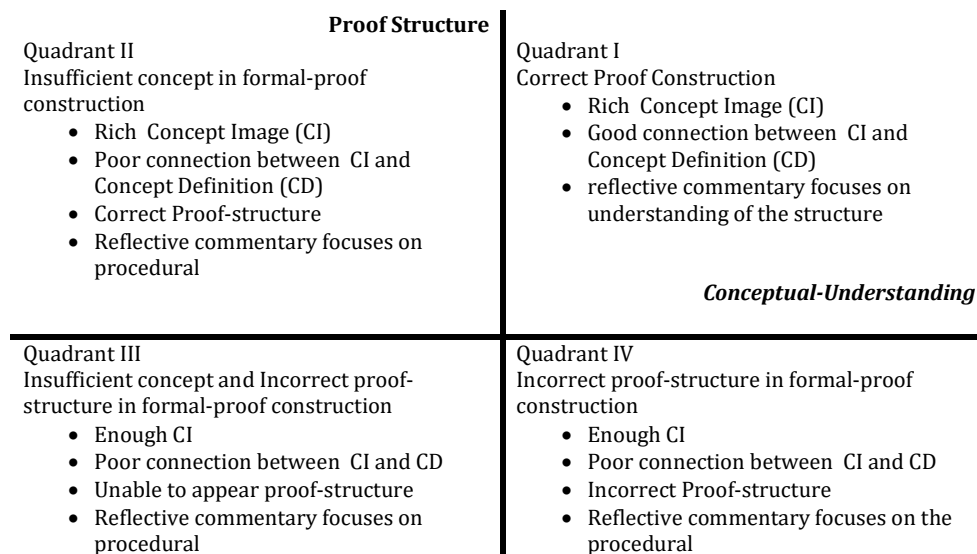 Proof Structure
Quadrant II
Insufficient concept in formal-proof
construction
• Rich Concept Image (CI)
• Poor connection between CI and
Concept Definition (CD)
• Correct Proof-structure
• Reflective commentary focuses on
procedural
Quadrant I
Correct Proof Construction
• Rich Concept Image (CI)
• Good connection between CI and
Concept Definition (CD)
• reflective commentary focuses on
understanding of the structure
Conceptual-Understanding
Quadrant III
Insufficient concept and Incorrect proof-
structure in formal-proof construction
• Enough CI
• Poor connection between CI and CD
• Unable to appear proof-structure
• Reflective commentary focuses on
procedural
Quadrant IV
Incorrect proof-structure in formal-proof
construction
• Enough CI
• Poor connection between CI and CD
• Incorrect Proof-structure
• Reflective commentary focuses on the
procedural